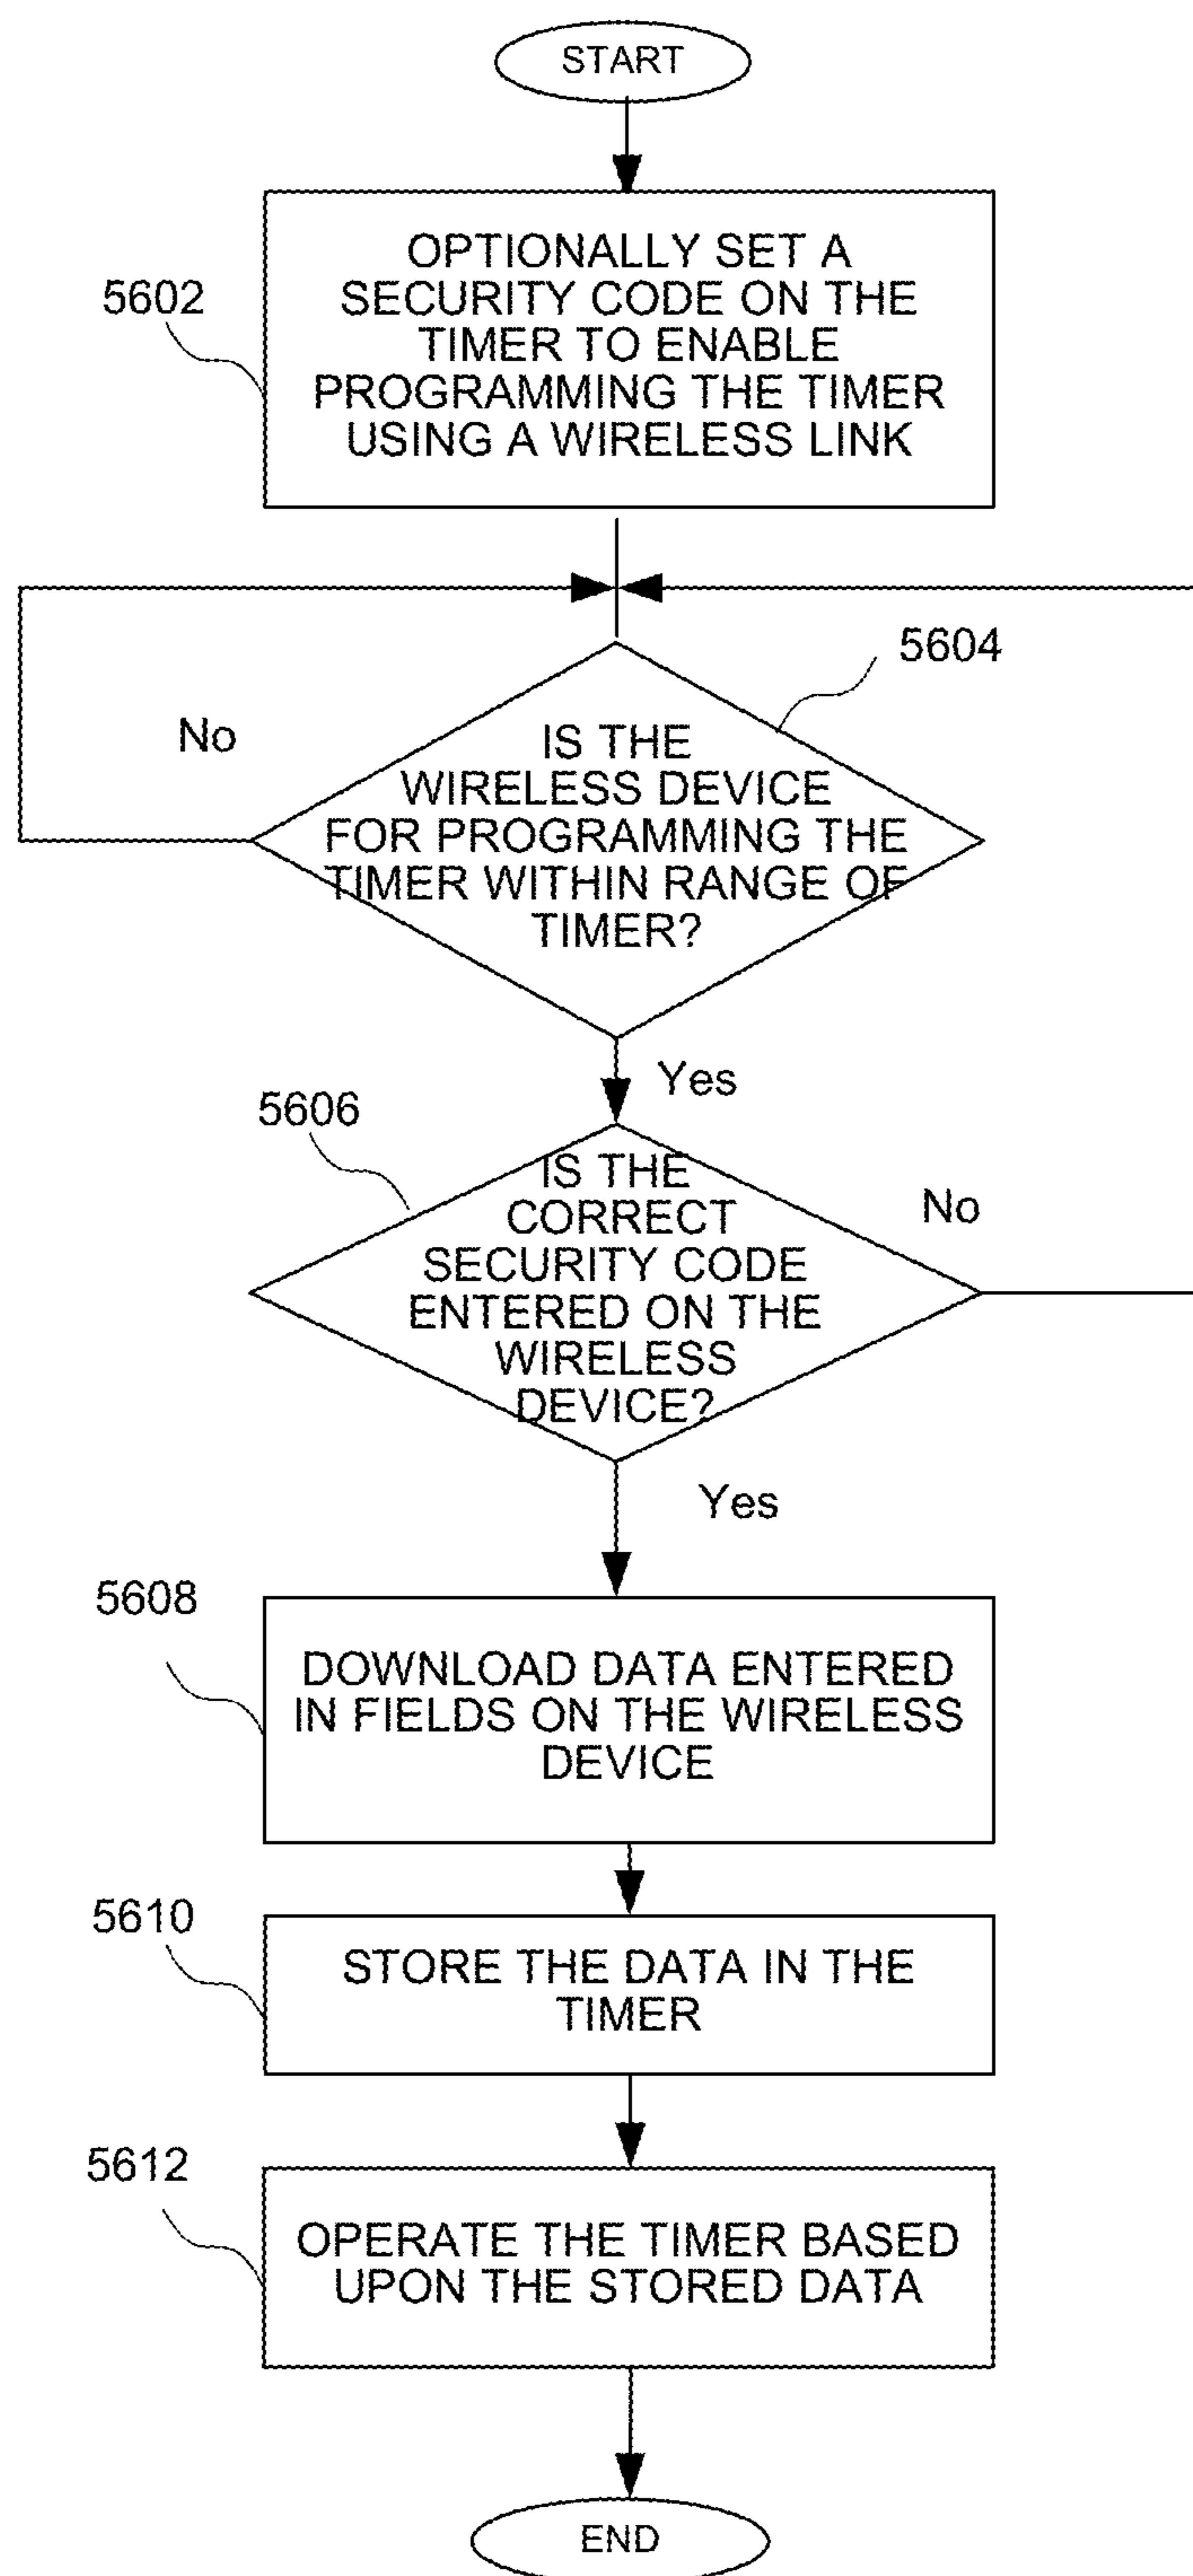 START
5602
OPTIONALLY SET A
SECURITY CODE ON THE
TIMER TO ENABLE
PROGRAMMING THE TIMER
USING A WIRELESS LINK
5604
No
IS THE
WIRELESS DEVICE
FOR PROGRAMMING THE
TIMER WITHIN RANGE OF
TIMER?
Yes
5606
IS THE
CORRECT
SECURITY CODE
ENTERED ON THE
WIRELESS
DEVICE?
No
Yes
5608
DOWNLOAD DATA ENTERED
IN FIELDS ON THE WIRELESS
DEVICE
5610
STORE THE DATA IN THE
TIMER
5612
OPERATE THE TIMER BASED
UPON THE STORED DATA
END